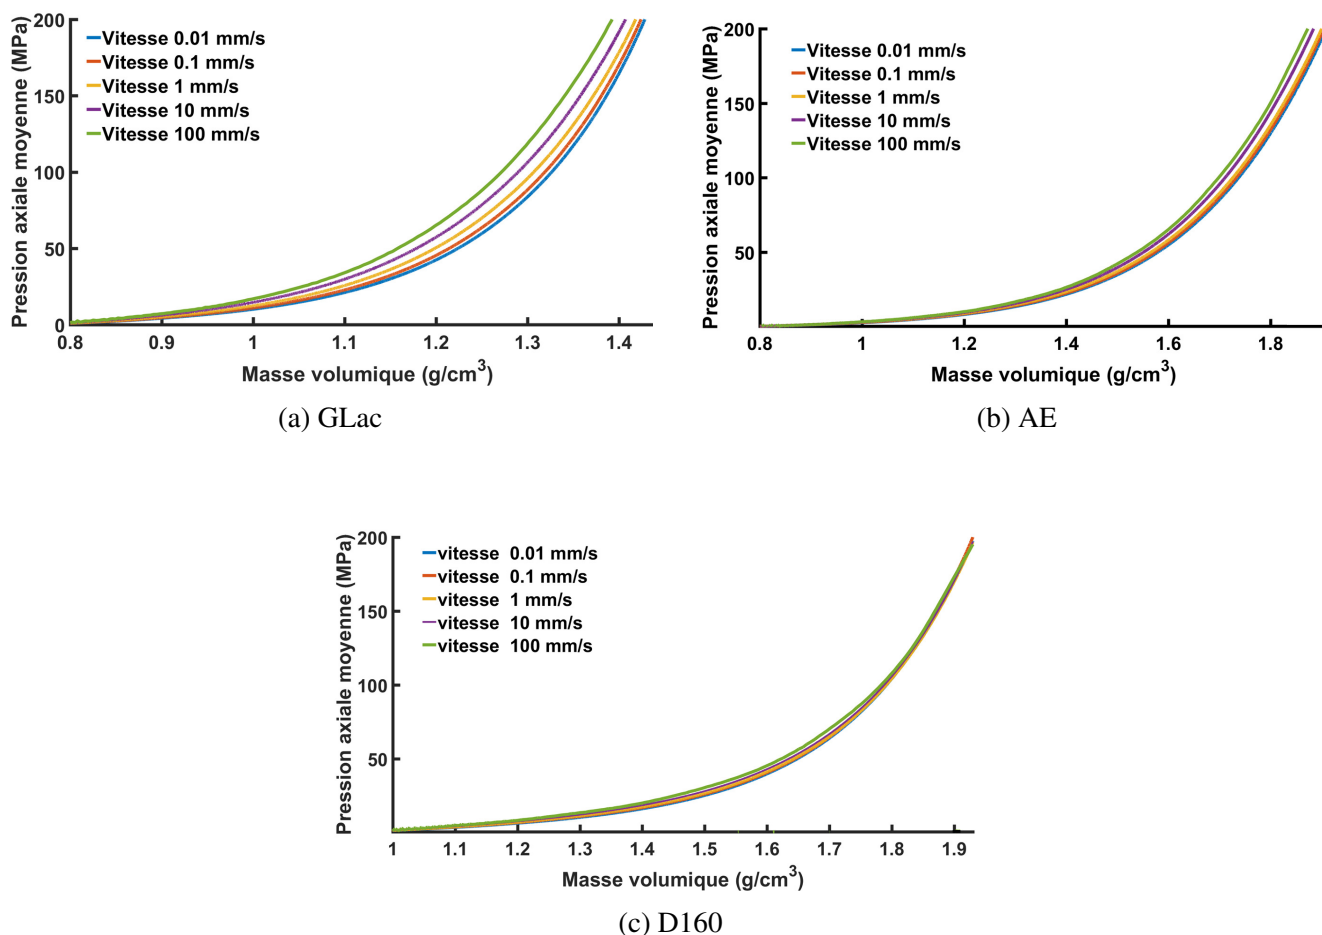 Pression axiale moyenne (MPa)
200
150
100
50
0
Vitesse 0.01 mm/s
Vitesse 0.1 mm/s
Vitesse 1 mm/s
Vitesse 10 mm/s
Vitesse 100 mm/s
0.8 0.9 1 1.1 1.2 1.3 1.4
Masse volumique (g/cm³)
(a) GLac
Pression axiale moyenne (MPa)
200
150
100
50
Vitesse 0.01 mm/s
Vitesse 0.1 mm/s
Vitesse 1 mm/s
Vitesse 10 mm/s
Vitesse 100 mm/s
0.8 1 1.2 1.4 1.6 1.8
Masse volumique (g/cm³)
(b) AE
Pression axiale moyenne (MPa)
200
150
100
50
vitesse 0.01 mm/s
vitesse 0.1 mm/s
vitesse 1 mm/s
vitesse 10 mm/s
vitesse 100 mm/s
1 1.1 1.2 1.3 1.4 1.5 1.6 1.7 1.8 1.9
Masse volumique (g/cm³)
(c) D160